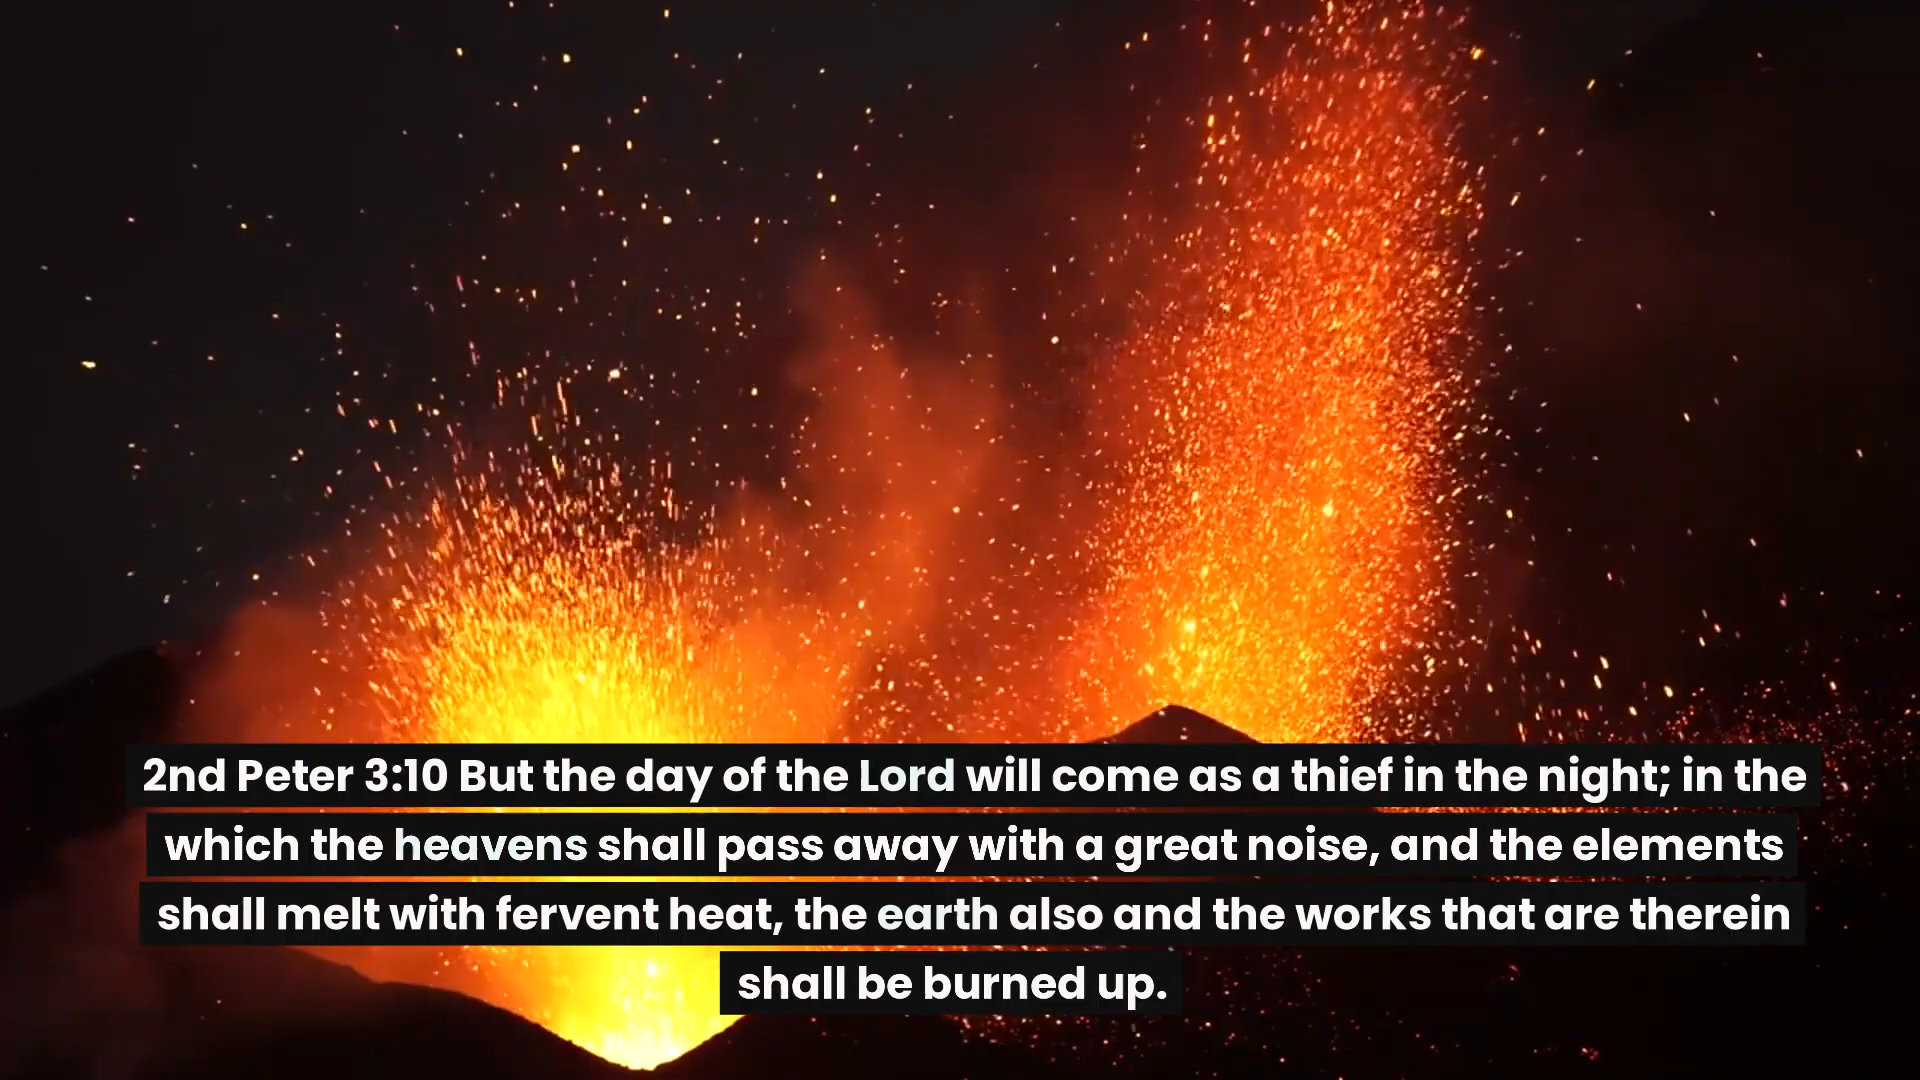 2nd Peter 3:10 But the day of the Lord will come as a thief in the night; in the
which the heavens shall pass away with a great noise, and the elements
shall melt with fervent heat, the earth also and the works that are therein
shall be burned up.